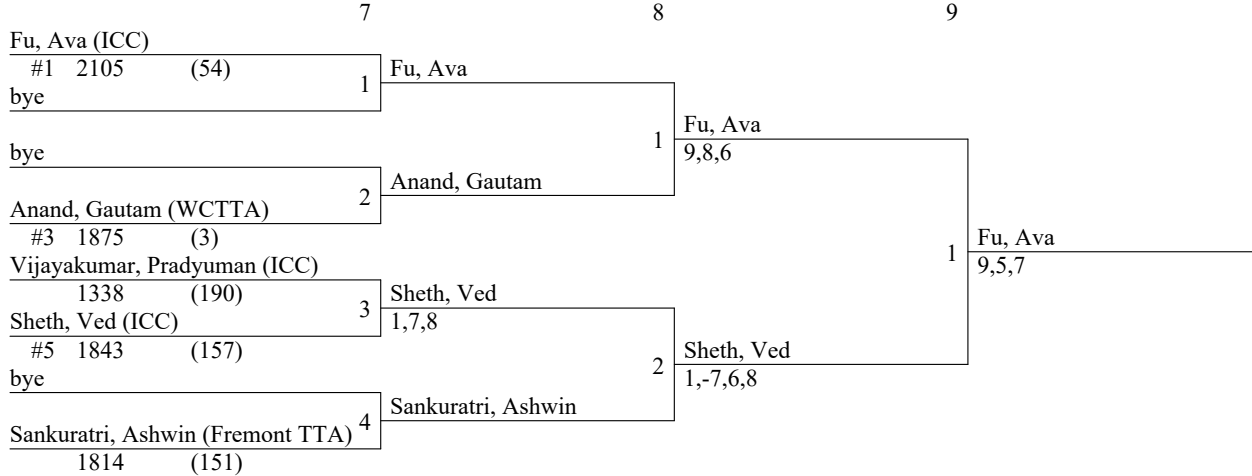 7 8 9
Fu, Ava (ICC)
#1 2105 (54)
bye
1
Fu, Ava
bye
Anand, Gautam (WCTTA)
#3 1875 (3)
2
Anand, Gautam
1
Fu, Ava
9,8,6
Vijayakumar, Pradyuman (ICC)
1338 (190)
Sheth, Ved (ICC)
#5 1843 (157)
3
Sheth, Ved
1,7,8
bye
Sankuratri, Ashwin (Fremont TTA)
1814 (151)
4
Sankuratri, Ashwin
2
Sheth, Ved
1,-7,6,8
1
Fu, Ava
9,5,7